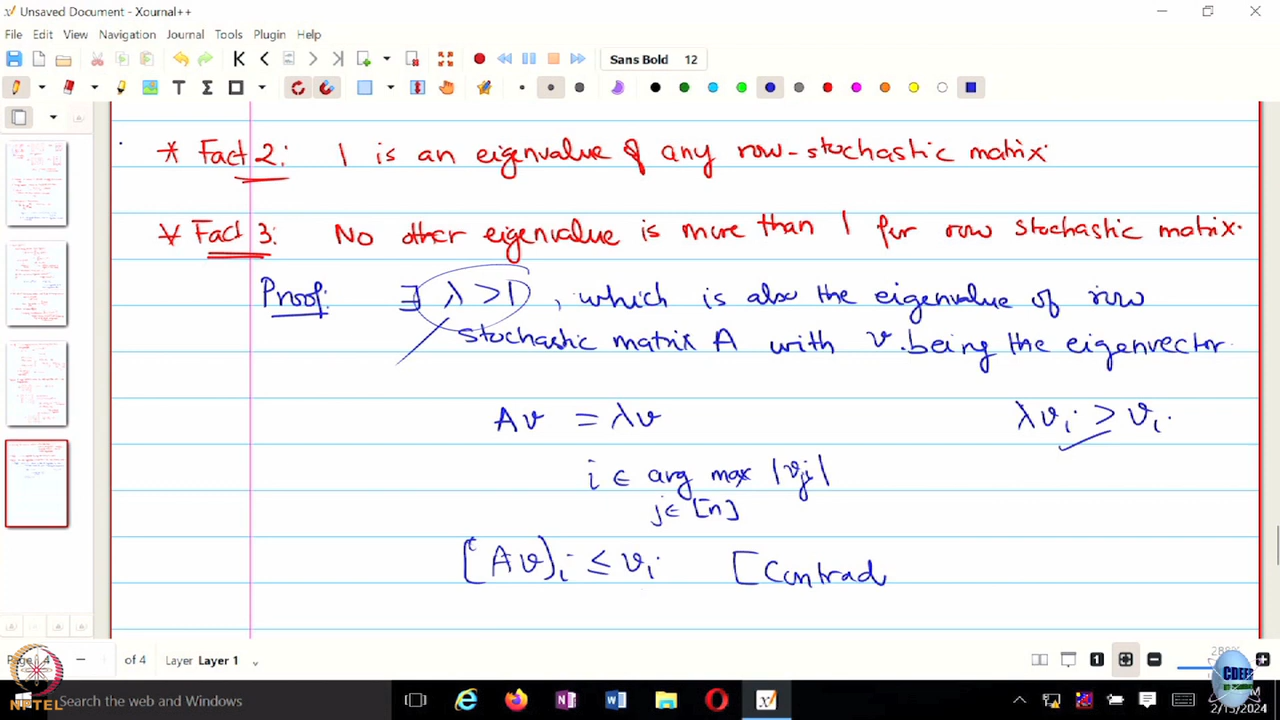 Unsaved Document - Xournal++
File Edit View Navigation Journal Tools Plugin Help
Sans Bold 12
* Fact 2: 1 is an eigenvalue of any row-stochastic matrix.
* Fact 3: No other eigenvalue is more than 1 for row stochastic matrix.
Proof: ∃ λ > 1, which is also the eigenvalue of row
stochastic matrix A with v being the eigenvector.
Av = λv λvᵢ > vᵢ.
i ∈ arg max |vⱼ|
j ∈ [n]
[Av]ᵢ ≤ vᵢ [Contrad
4 of 4 Layer Layer 1
Search the web and Windows
NPTEL
CDEEP